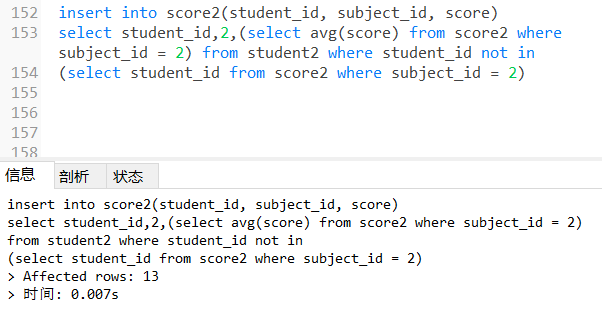 152 insert into score2(student_id, subject_id, score)
153 select student_id,2,(select avg(score) from score2 where
subject_id = 2) from student2 where student_id not in
154 (select student_id from score2 where subject_id = 2)
155
156
157
158
信息 剖析 状态
insert into score2(student_id, subject_id, score)
select student_id,2,(select avg(score) from score2 where subject_id = 2)
from student2 where student_id not in
(select student_id from score2 where subject_id = 2)
> Affected rows: 13
> 时间: 0.007s